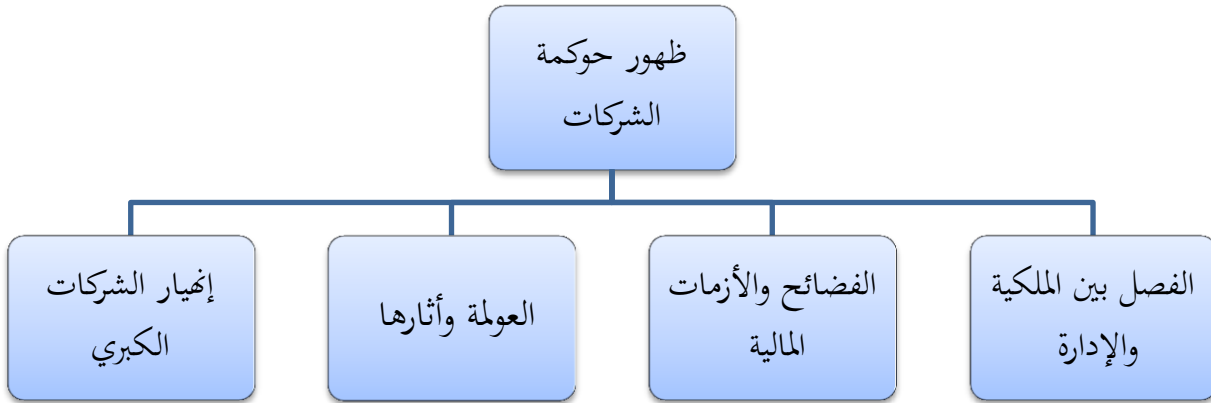 ظهور حوكمة
الشركات
الفصل بين الملكية
والإدارة
الفضائح والأزمات
المالية
العولمة وأثارها
إنهيار الشركات
الكبري